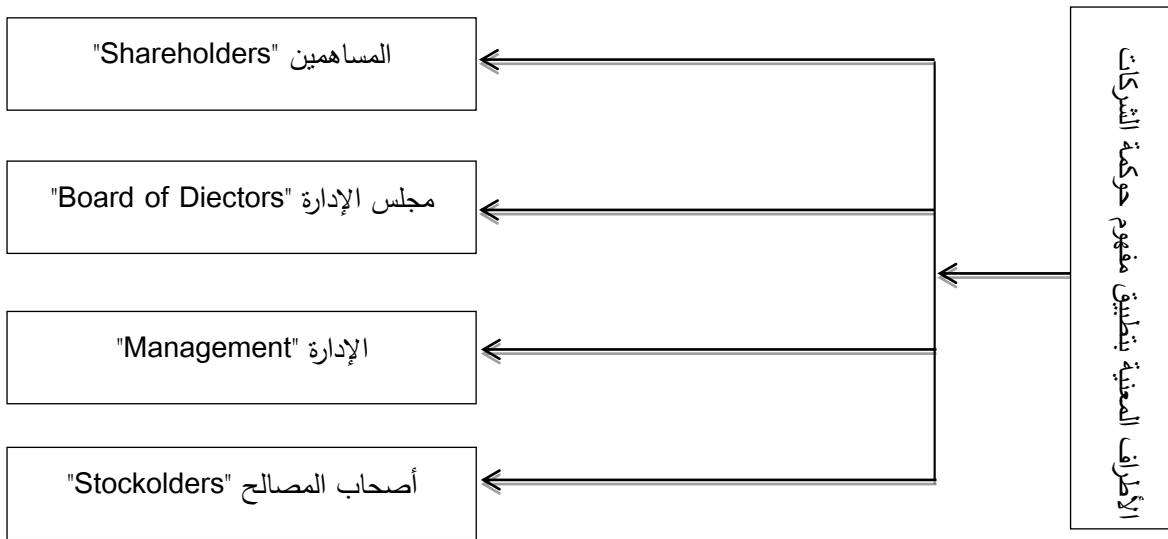 الأطراف المعنية بتطبيق مفهوم حوكمة الشركات
المساهمين "Shareholders"
مجلس الإدارة "Board of Diectors"
الإدارة "Management"
أصحاب المصالح "Stockolders"